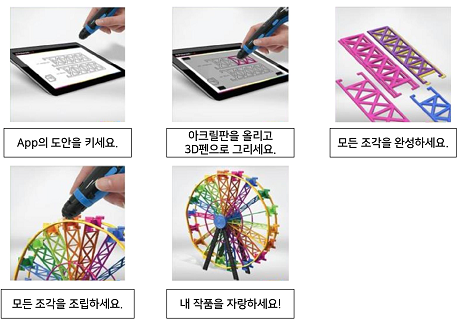 App의 도안을 키세요.
아크릴판을 올리고
3D펜으로 그리세요.
모든 조각을 완성하세요.
모든 조각을 조립하세요.
내 작품을 자랑하세요!